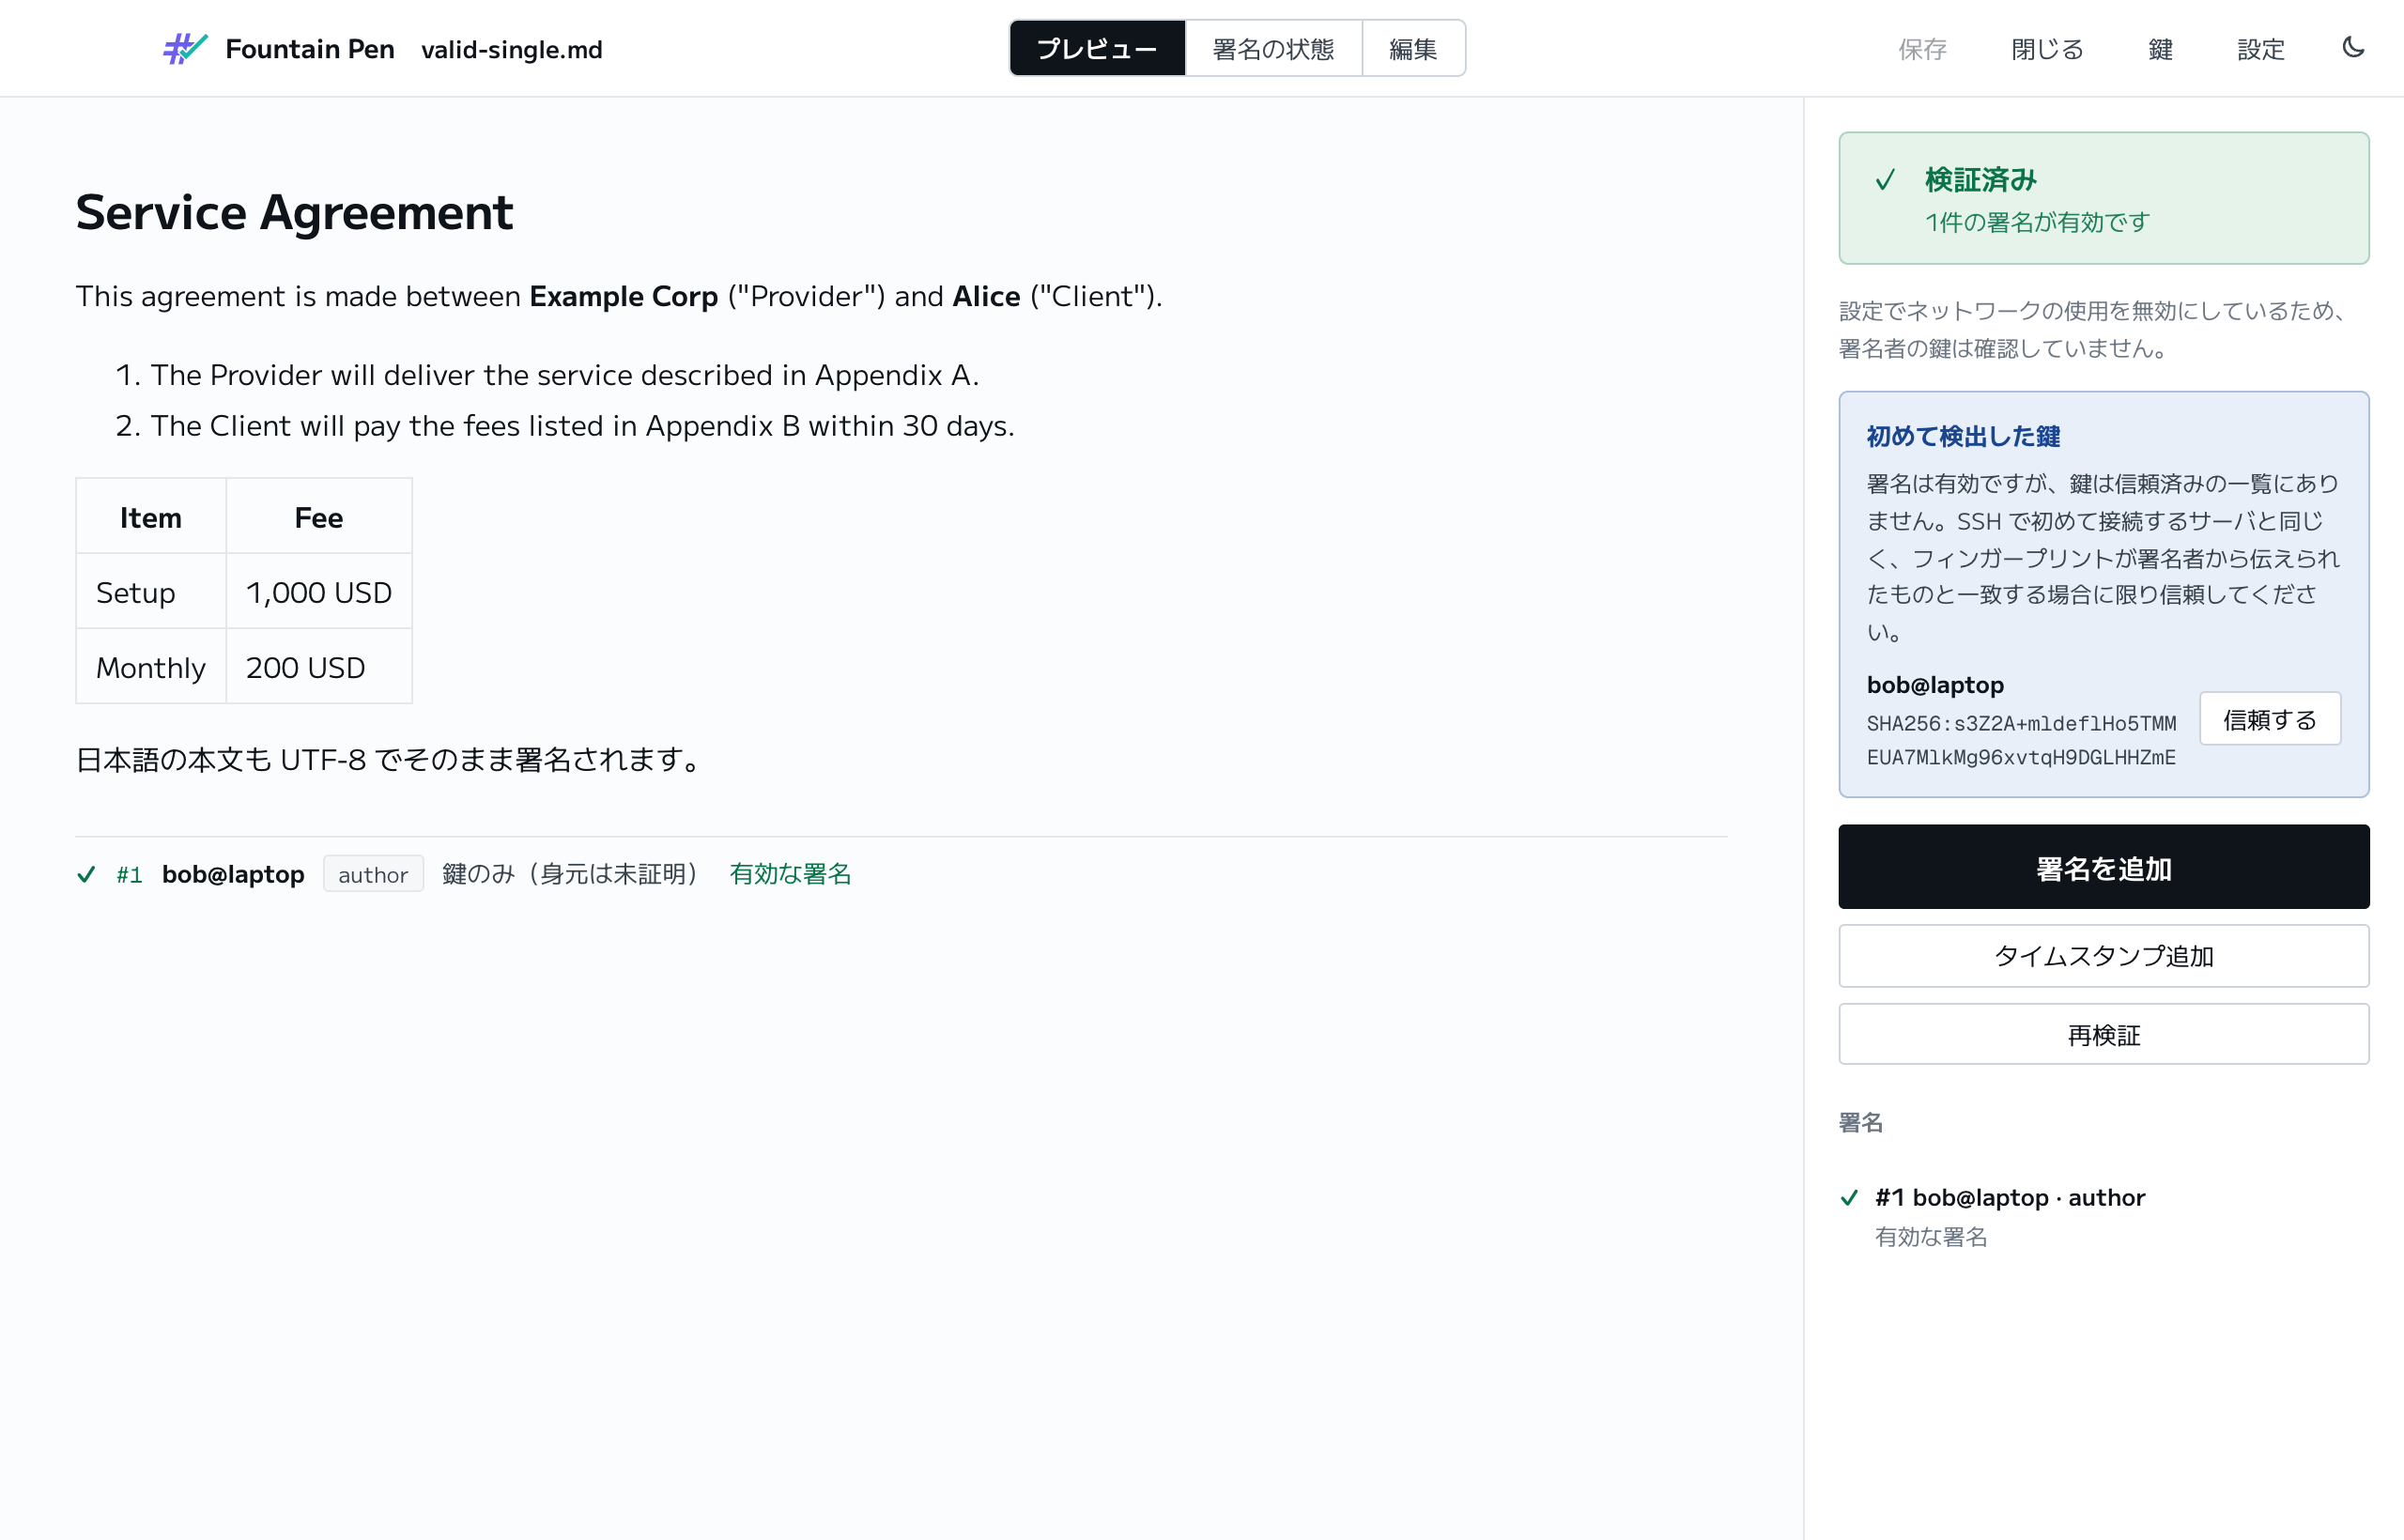 Fountain Pen valid-single.md
プレビュー 署名の状態 編集
保存 閉じる 鍵 設定
Service Agreement
This agreement is made between Example Corp ("Provider") and Alice ("Client").
1. The Provider will deliver the service described in Appendix A.
2. The Client will pay the fees listed in Appendix B within 30 days.
Item Fee
Setup 1,000 USD
Monthly 200 USD
日本語の本文も UTF-8 でそのまま署名されます。
#1 bob@laptop author 鍵のみ（身元は未証明） 有効な署名
検証済み
1件の署名が有効です
設定でネットワークの使用を無効にしているため、
署名者の鍵は確認していません。
初めて検出した鍵
署名は有効ですが、鍵は信頼済みの一覧にあり
ません。SSH で初めて接続するサーバと同じ
く、フィンガープリントが署名者から伝えられ
たものと一致する場合に限り信頼してくださ
い。
bob@laptop
SHA256:s3Z2A+mldeflHo5TMM
EUA7MlkMg96xvtqH9DGLHHZmE
信頼する
署名を追加
タイムスタンプ追加
再検証
署名
#1 bob@laptop · author
有効な署名